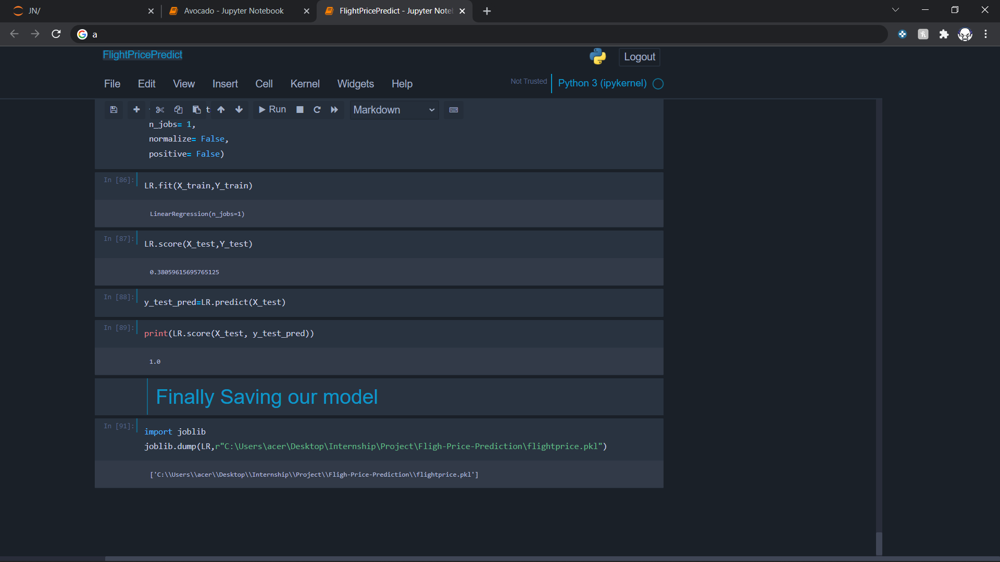 JN/
Avocado - Jupyter Notebook
FlightPricePredict - Jupyter Note
a
FlightPricePredict
Logout
File Edit View Insert Cell Kernel Widgets Help
Not Trusted Python 3 (ipykernel)
Run Markdown
n_jobs= 1,
normalize= False,
positive= False)
In [86]: LR.fit(X_train,Y_train)
LinearRegression(n_jobs=1)
In [87]: LR.score(X_test,Y_test)
0.38059615695765125
In [88]: y_test_pred=LR.predict(X_test)
In [89]: print(LR.score(X_test, y_test_pred))
1.0
Finally Saving our model
In [91]: import joblib
joblib.dump(LR,r"C:\Users\acer\Desktop\Internship\Project\Fligh-Price-Prediction\flightprice.pkl")
['C:\\Users\\acer\\Desktop\\Internship\\Project\\Fligh-Price-Prediction\\flightprice.pkl']